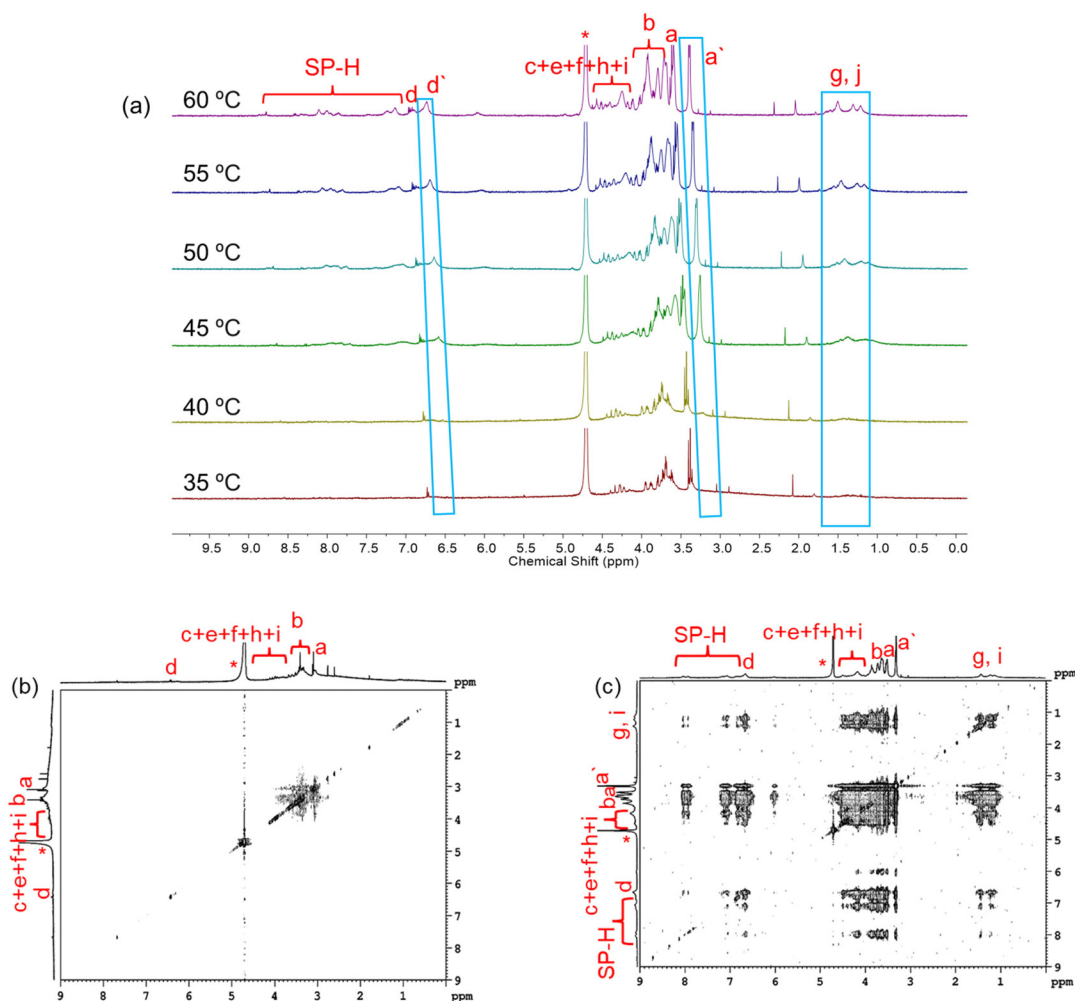 (a)
*
b
a
a`
SP-H
d
d`
c+e+f+h+i
g, j
60 ºC
55 ºC
50 ºC
45 ºC
40 ºC
35 ºC
9.5 9.0 8.5 8.0 7.5 7.0 6.5 6.0 5.5 5.0 4.5 4.0 3.5 3.0 2.5 2.0 1.5 1.0 0.5 0.0
Chemical Shift (ppm)
(b)
c+e+f+h+i
b
a
d
*
ppm
1
2
3
4
5
6
7
8
9
a
b
c+e+f+h+i
*
d
9 7 5 3 1 ppm
(c)
SP-H
d
c+e+f+h+i
*
b
a
a`
g, i
ppm
1
2
3
4
5
6
7
8
9
g, i
a`
a
b
c+e+f+h+i
*
d
SP-H
9 8 7 6 5 4 3 2 1 ppm